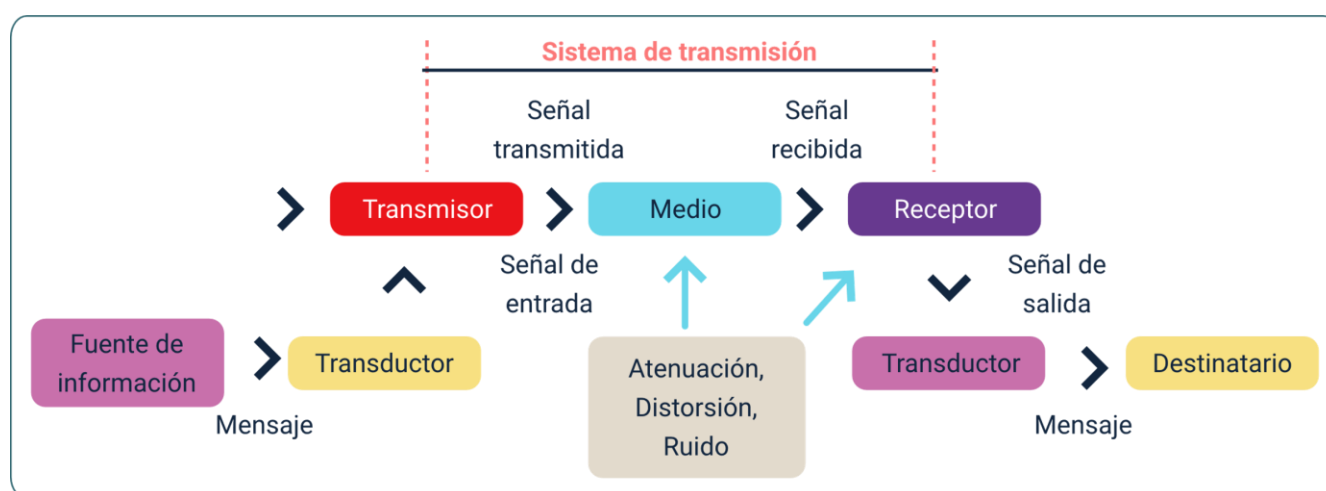 Sistema de transmisión
Señal
transmitida
Señal
recibida
Transmisor
Medio
Receptor
Señal de
entrada
Señal de
salida
Fuente de
información
Mensaje
Transductor
Atenuación,
Distorsión,
Ruido
Transductor
Mensaje
Destinatario